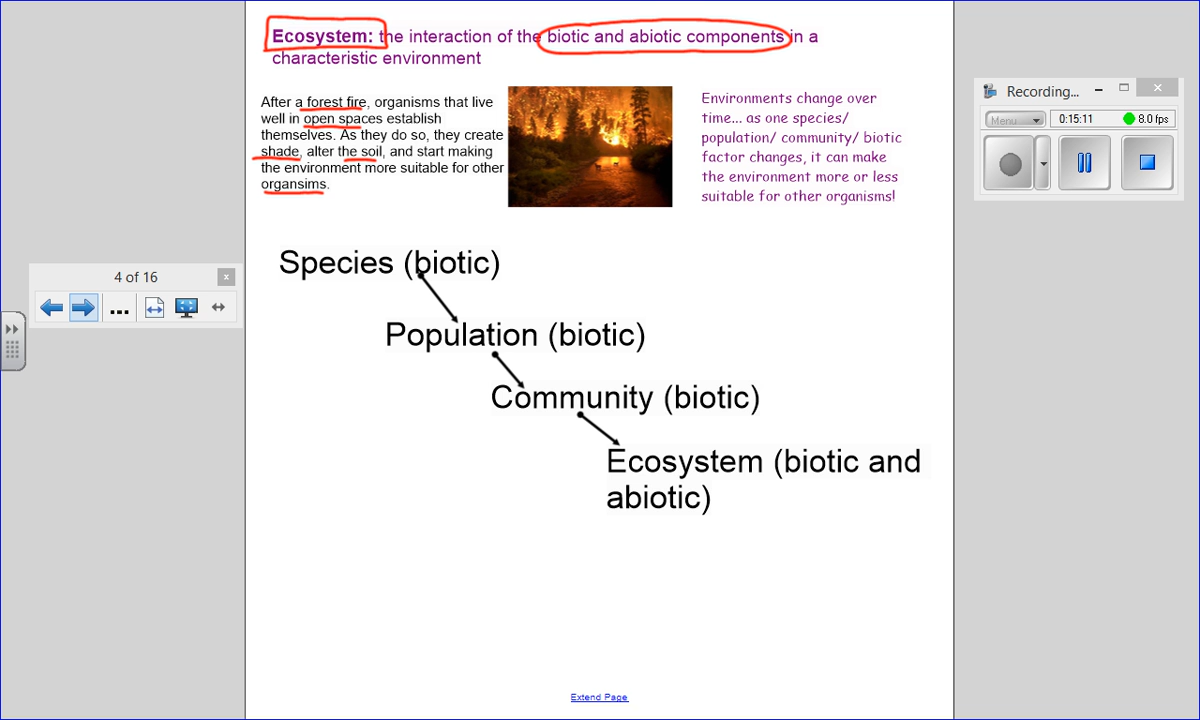 Ecosystem: the interaction of the biotic and abiotic components in a
characteristic environment
After a forest fire, organisms that live
well in open spaces establish
themselves. As they do so, they create
shade, alter the soil, and start making
the environment more suitable for other
organsims.
Environments change over
time... as one species/
population/ community/ biotic
factor changes, it can make
the environment more or less
suitable for other organisms!
Recording...
Menu
0:15:11
8.0 fps
4 of 16
Species (biotic)
Population (biotic)
Community (biotic)
Ecosystem (biotic and
abiotic)
Extend Page